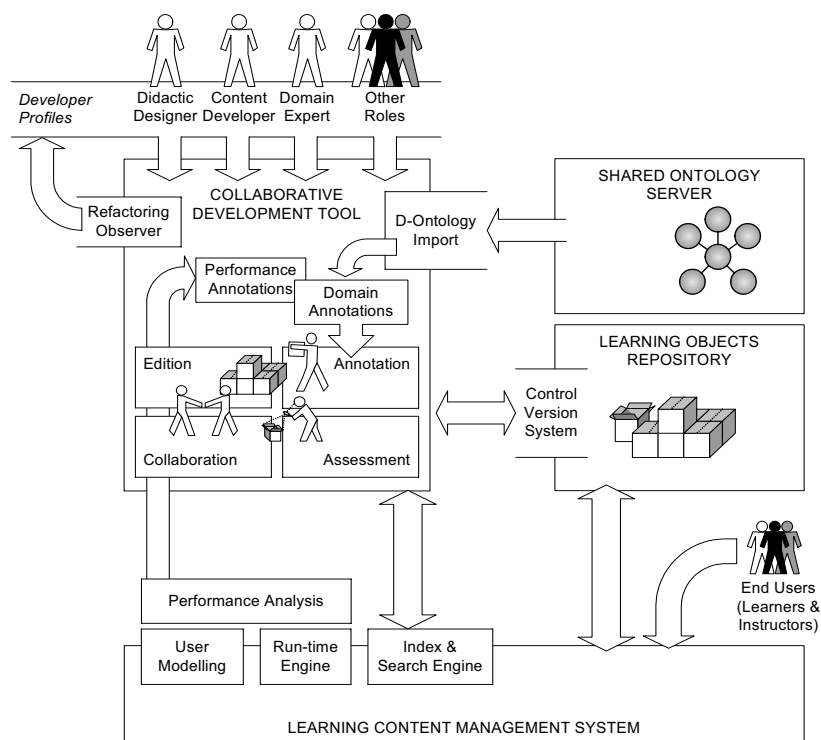 Developer
Profiles
Didactic
Designer
Content
Developer
Domain
Expert
Other
Roles
COLLABORATIVE
DEVELOPMENT TOOL
Refactoring
Observer
D-Ontology
Import
SHARED ONTOLOGY
SERVER
Performance
Annotations
Domain
Annotations
Edition
Annotation
Collaboration
Assessment
LEARNING OBJECTS
REPOSITORY
Control
Version
System
End Users
(Learners &
Instructors)
Performance Analysis
User
Modelling
Run-time
Engine
Index &
Search Engine
LEARNING CONTENT MANAGEMENT SYSTEM